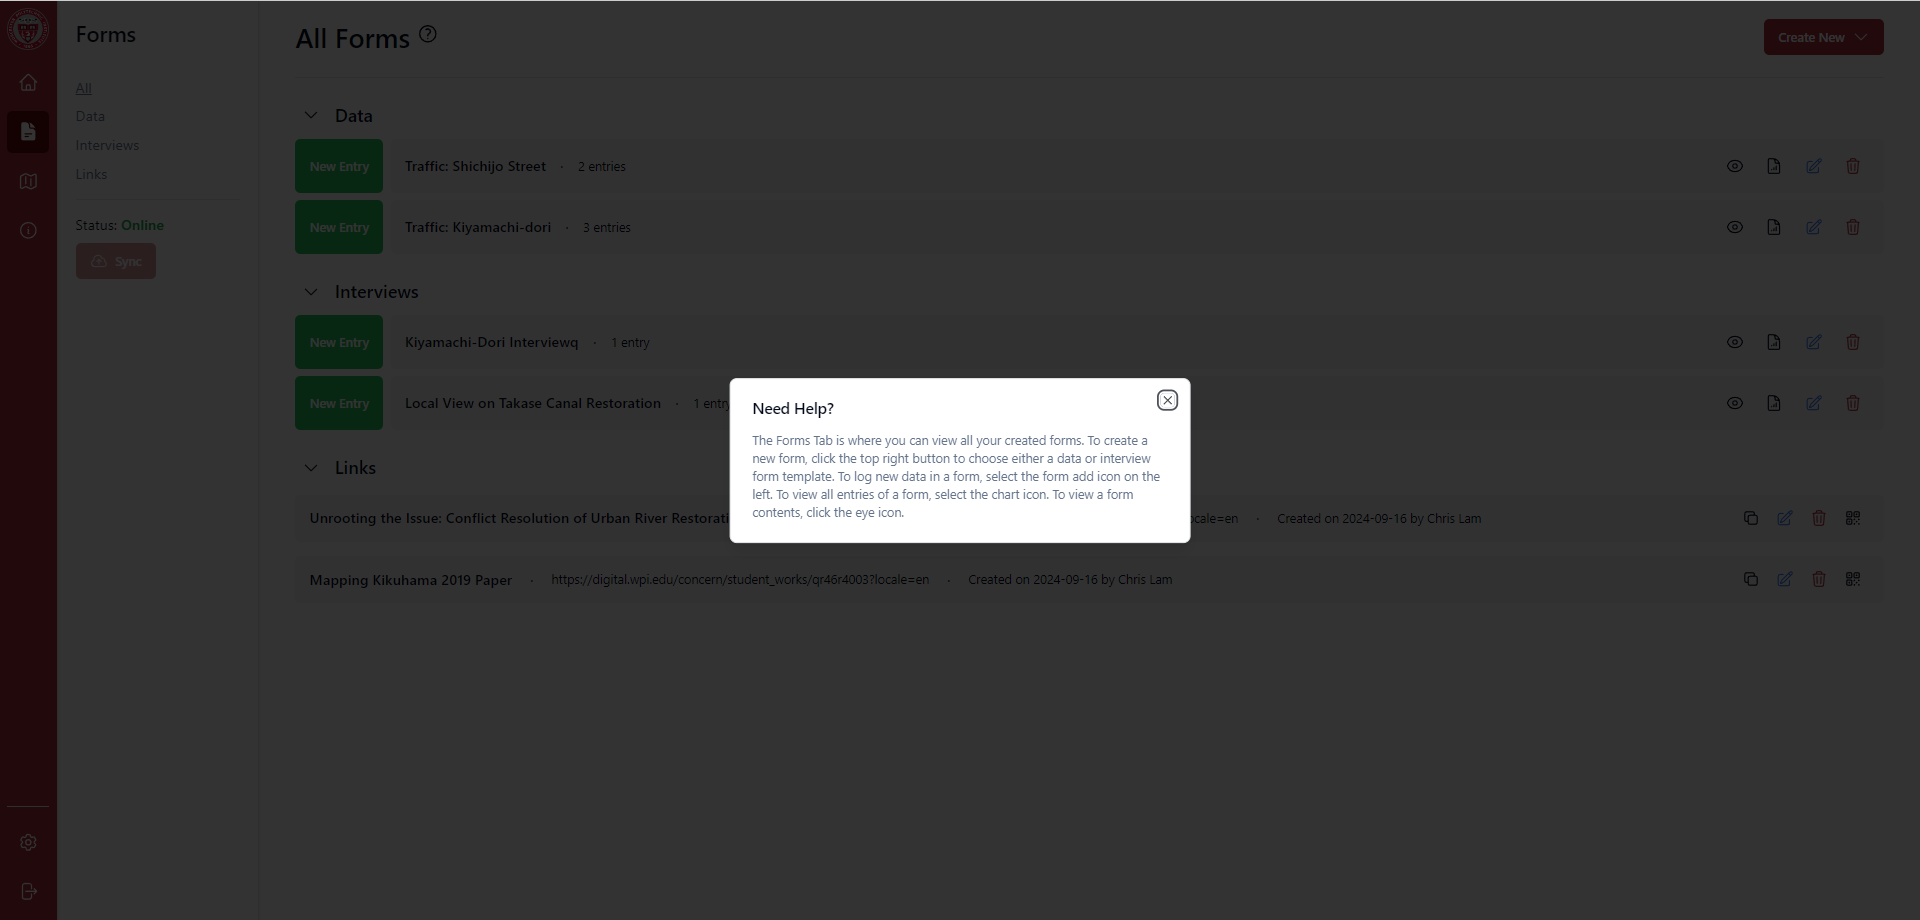 Forms
All
Data
Interviews
Links
Status: Online
Sync
All Forms
Create New
Data
New Entry
Traffic: Shichijo Street · 2 entries
New Entry
Traffic: Kiyamachi-dori · 3 entries
Interviews
New Entry
Kiyamachi-Dori Interviewq · 1 entry
New Entry
Local View on Takase Canal Restoration · 1 entry
Links
Unrooting the Issue: Conflict Resolution of Urban River Restorati
ocale=en · Created on 2024-09-16 by Chris Lam
Mapping Kikuhama 2019 Paper · https://digital.wpi.edu/concern/student_works/qr46r4003?locale=en · Created on 2024-09-16 by Chris Lam
Need Help?
The Forms Tab is where you can view all your created forms. To create a
new form, click the top right button to choose either a data or interview
form template. To log new data in a form, select the form add icon on the
left. To view all entries of a form, select the chart icon. To view a form
contents, click the eye icon.